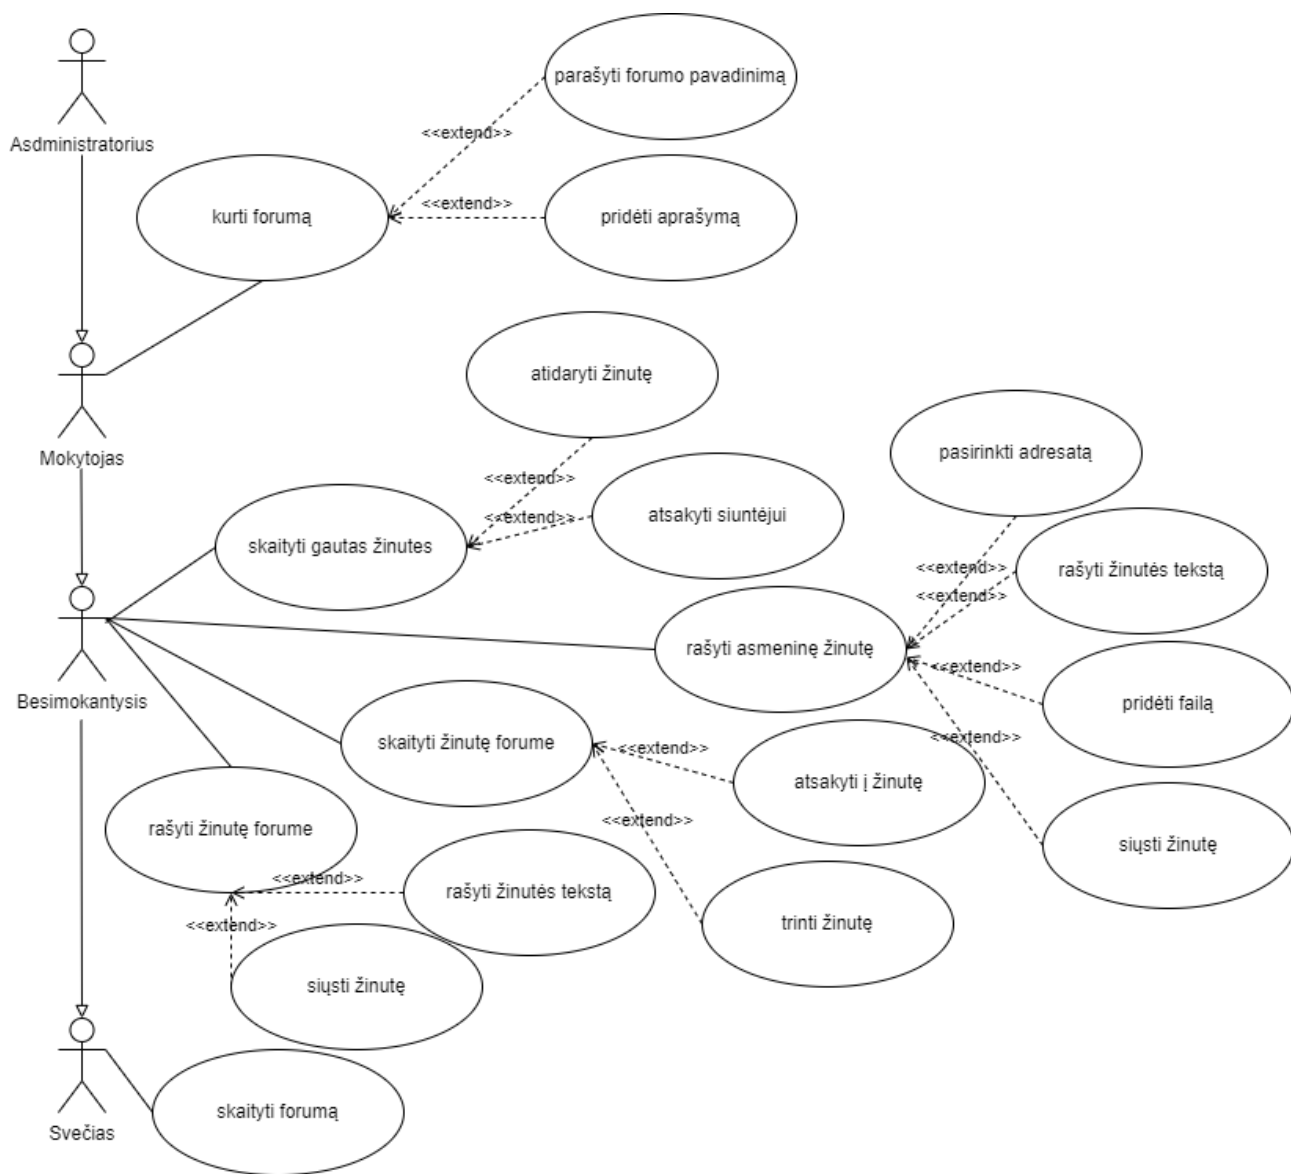 parašyti forumo pavadinimą
<<extend>>
Asdministratorius
<<extend>>
kurti forumą
pridėti aprašymą
atidaryti žinutę
Mokytojas
pasirinkti adresatą
<<extend>>
<<extend>>
atsakyti siuntėjui
skaityti gautas žinutes
<<extend>>
rašyti žinutės tekstą
<<extend>>
rašyti asmeninę žinutę
<<extend>>
Besimokantysis
pridėti failą
<<extend>>
skaityti žinutę forume
<<extend>>
atsakyti į žinutę
<<extend>>
rašyti žinutę forume
siųsti žinutę
<<extend>>
rašyti žinutės tekstą
<<extend>>
trinti žinutę
siųsti žinutę
skaityti forumą
Svečias